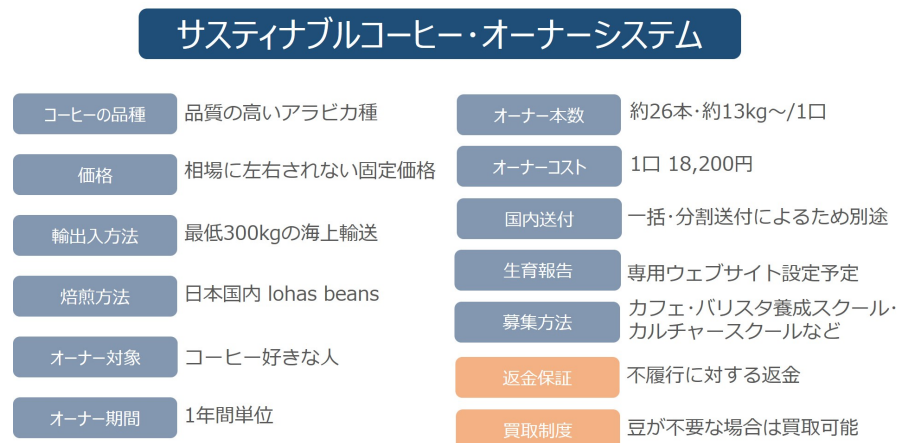 サスティナブルコーヒー・オーナーシステム
コーヒーの品種 品質の高いアラビカ種
価格 相場に左右されない固定価格
輸出入方法 最低300kgの海上輸送
焙煎方法 日本国内 lohas beans
オーナー対象 コーヒー好きな人
オーナー期間 1年間単位
オーナー本数 約26本・約13kg～/1口
オーナーコスト 1口 18,200円
国内送付 一括・分割送付によるため別途
生育報告 専用ウェブサイト設定予定
募集方法 カフェ・バリスタ養成スクール・
カルチャースクールなど
返金保証 不履行に対する返金
買取制度 豆が不要な場合は買取可能